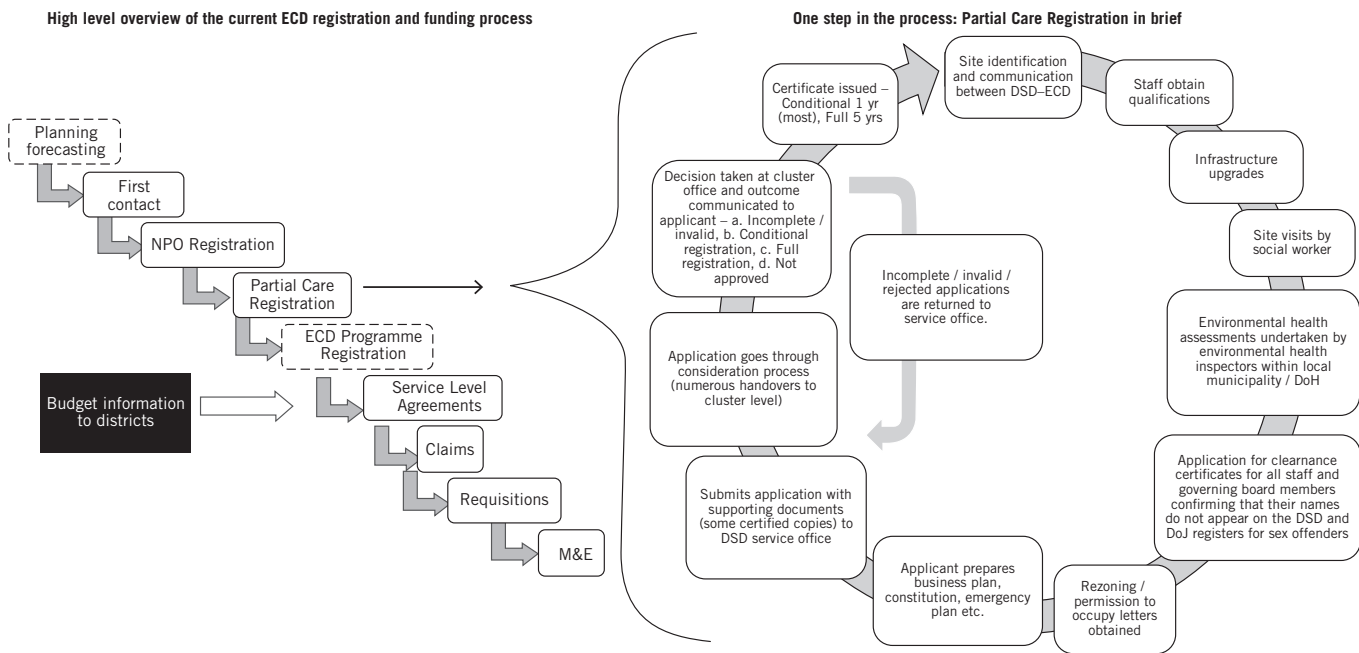 High level overview of the current ECD registration and funding process
Planning
forecasting
First
contact
NPO Registration
Partial Care
Registration
ECD Programme
Registration
Budget information
to districts
Service Level
Agreements
Claims
Requisitions
M&E
One step in the process: Partial Care Registration in brief
Site identification
and communication
between DSD–ECD
Staff obtain
qualifications
Infrastructure
upgrades
Site visits by
social worker
Environmental health
assessments undertaken by
environmental health
inspectors within local
municipality / DoH
Application for clearnance
certificates for all staff and
governing board members
confirming that their names
do not appear on the DSD and
DoJ registers for sex offenders
Rezoning /
permission to
occupy letters
obtained
Applicant prepares
business plan,
constitution, emergency
plan etc.
Submits application with
supporting documents
(some certified copies) to
DSD service office
Application goes through
consideration process
(numerous handovers to
cluster level)
Decision taken at cluster
office and outcome
communicated to
applicant – a. Incomplete /
invalid, b. Conditional
registration, c. Full
registration, d. Not
approved
Certificate issued –
Conditional 1 yr
(most), Full 5 yrs
Incomplete / invalid /
rejected applications
are returned to
service office.